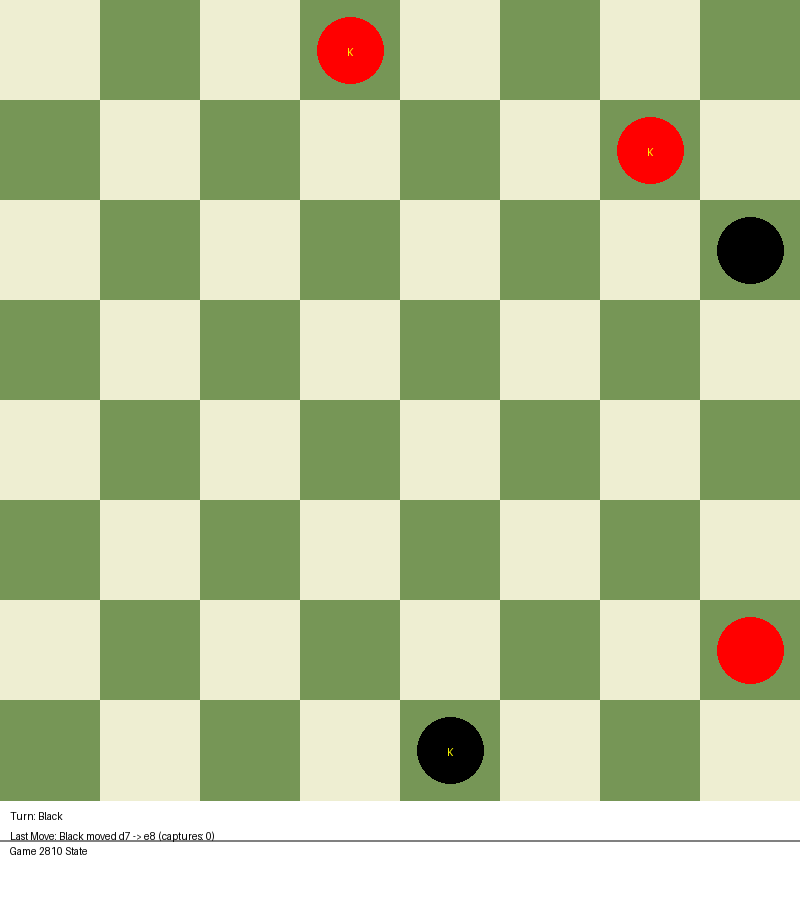 K
K
K
Turn: Black
Last Move: Black moved d7 -> e8 (captures: 0)
Game 2810 State